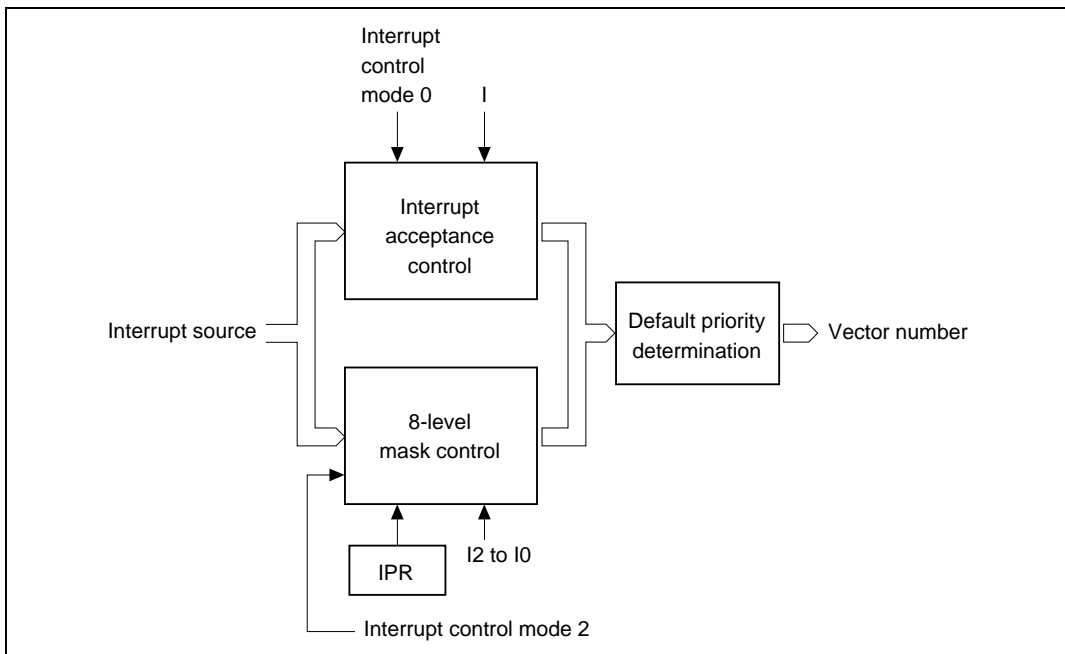 Interrupt
control
mode 0
I
Interrupt
acceptance
control
Interrupt source
Default priority
determination
Vector number
8-level
mask control
I2 to I0
IPR
Interrupt control mode 2